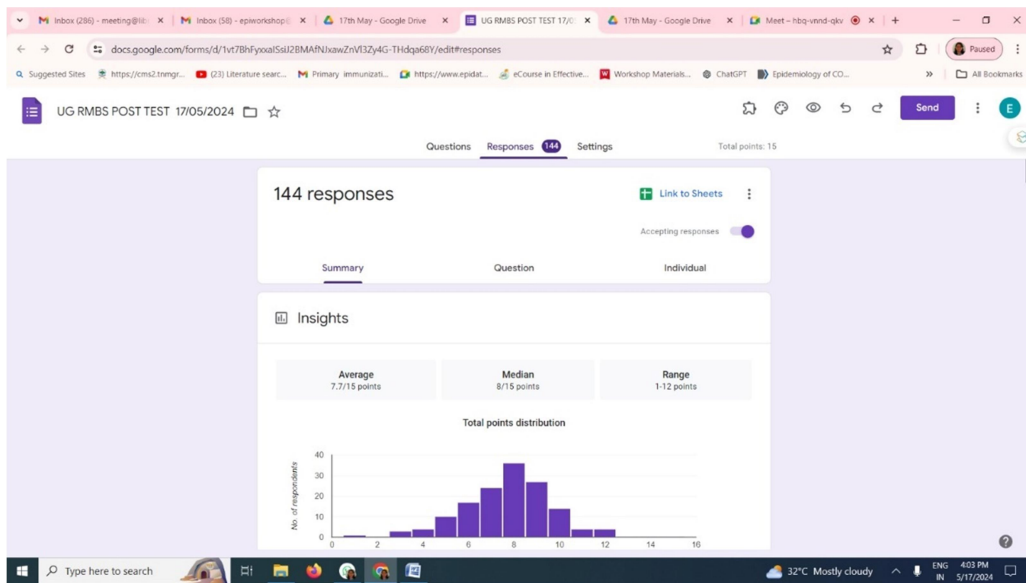 Inbox (286) - meeting@lib
Inbox (58) - epiworkshop@
17th May - Google Drive
UG RMBS POST TEST 17/0
17th May - Google Drive
Meet – hbq-vnnd-qkv
docs.google.com/forms/d/1vt7BhFyxxalSsU2BMAfNJxawZnVl3Zy4G-THdqa68Y/edit#responses
Paused
Suggested Sites https://cms2.tnmgr... (23) Literature searc... Primary immunizati... https://www.epidat... eCourse in Effective... Workshop Materials... ChatGPT Epidemiology of CO... » All Bookmarks
UG RMBS POST TEST 17/05/2024
Send
E
Questions Responses 144 Settings Total points: 15
144 responses
Link to Sheets
Accepting responses
Summary Question Individual
Insights
Average Median Range
7.7/15 points 8/15 points 1-12 points
Total points distribution
No. of respondents
40
30
20
10
0
0 2 4 6 8 10 12 14 16
Type here to search
32°C Mostly cloudy
ENG 4:03 PM
IN 5/17/2024